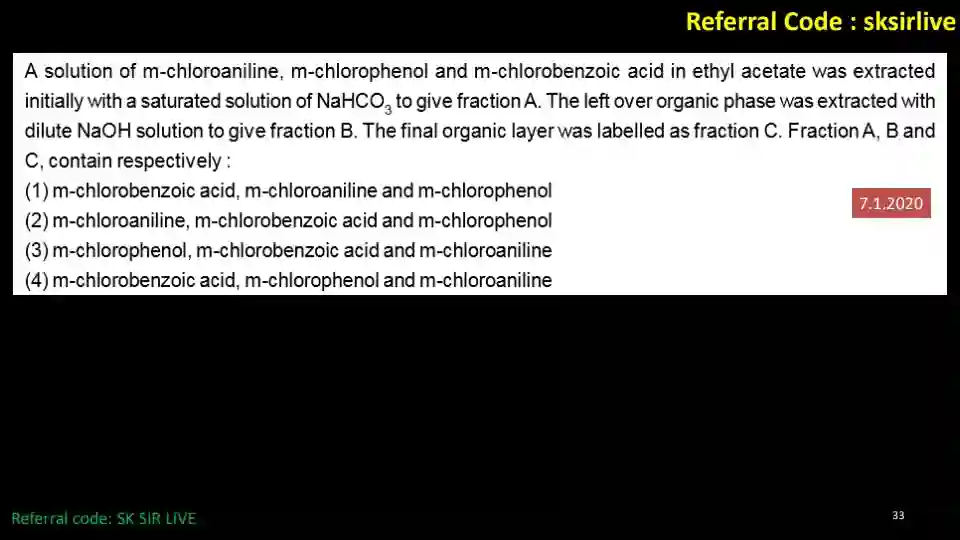 Referral Code : sksirlive
A solution of m-chloroaniline, m-chlorophenol and m-chlorobenzoic acid in ethyl acetate was extracted
initially with a saturated solution of NaHCO3 to give fraction A. The left over organic phase was extracted with
dilute NaOH solution to give fraction B. The final organic layer was labelled as fraction C. Fraction A, B and
C, contain respectively :
(1) m-chlorobenzoic acid, m-chloroaniline and m-chlorophenol
7.1.2020
(2) m-chloroaniline, m-chlorobenzoic acid and m-chlorophenol
(3) m-chlorophenol, m-chlorobenzoic acid and m-chloroaniline
(4) m-chlorobenzoic acid, m-chlorophenol and m-chloroaniline
Referral code: SK SIR LIVE
33